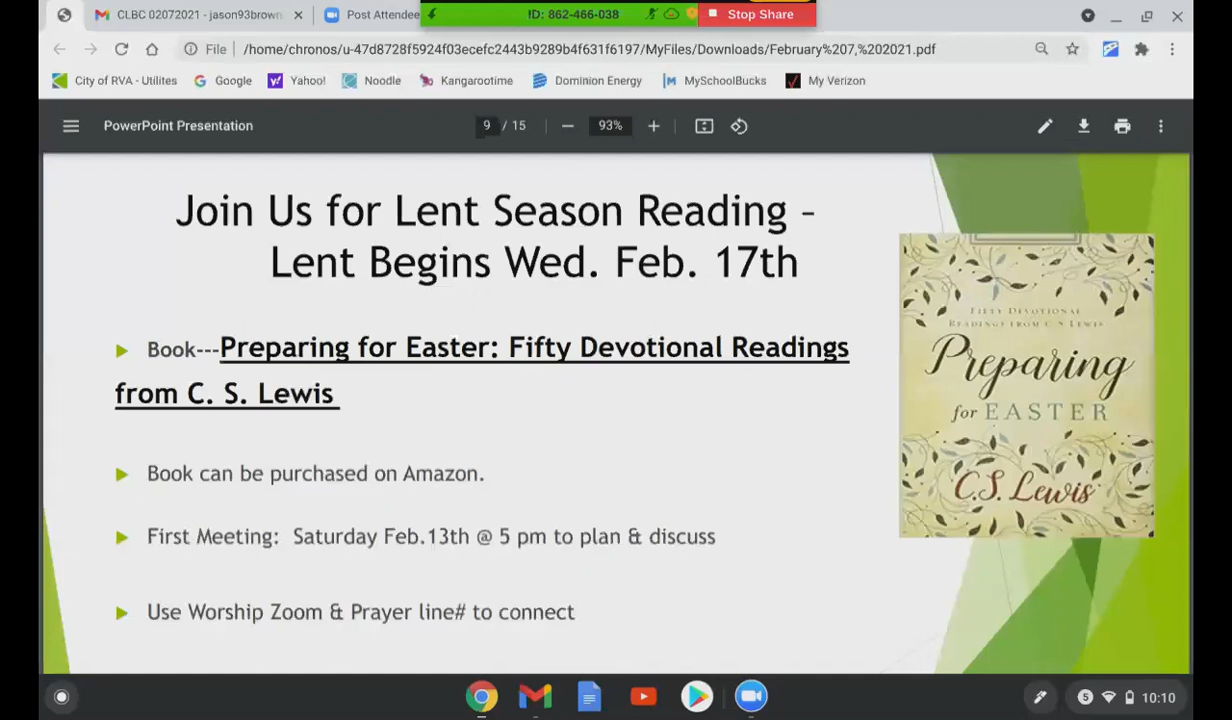 CLBC 02072021 - jason93brown
Post Attendee
ID: 862-466-038
Stop Share
File
/home/chronos/u-47d8728f5924f03ecefc2443b9289b4f631f6197/MyFiles/Downloads/February%207,%202021.pdf
City of RVA - Utilites
Google
Yahoo!
Noodle
Kangarootime
Dominion Energy
MySchoolBucks
My Verizon
PowerPoint Presentation
9 / 15
93%
Join Us for Lent Season Reading –
Lent Begins Wed. Feb. 17th
Book---Preparing for Easter: Fifty Devotional Readings
from C. S. Lewis
Book can be purchased on Amazon.
First Meeting: Saturday Feb.13th @ 5 pm to plan & discuss
Use Worship Zoom & Prayer line# to connect
FIFTY DEVOTIONAL
READINGS FROM C. S. LEWIS
Preparing
for EASTER
C.S. Lewis
5
10:10